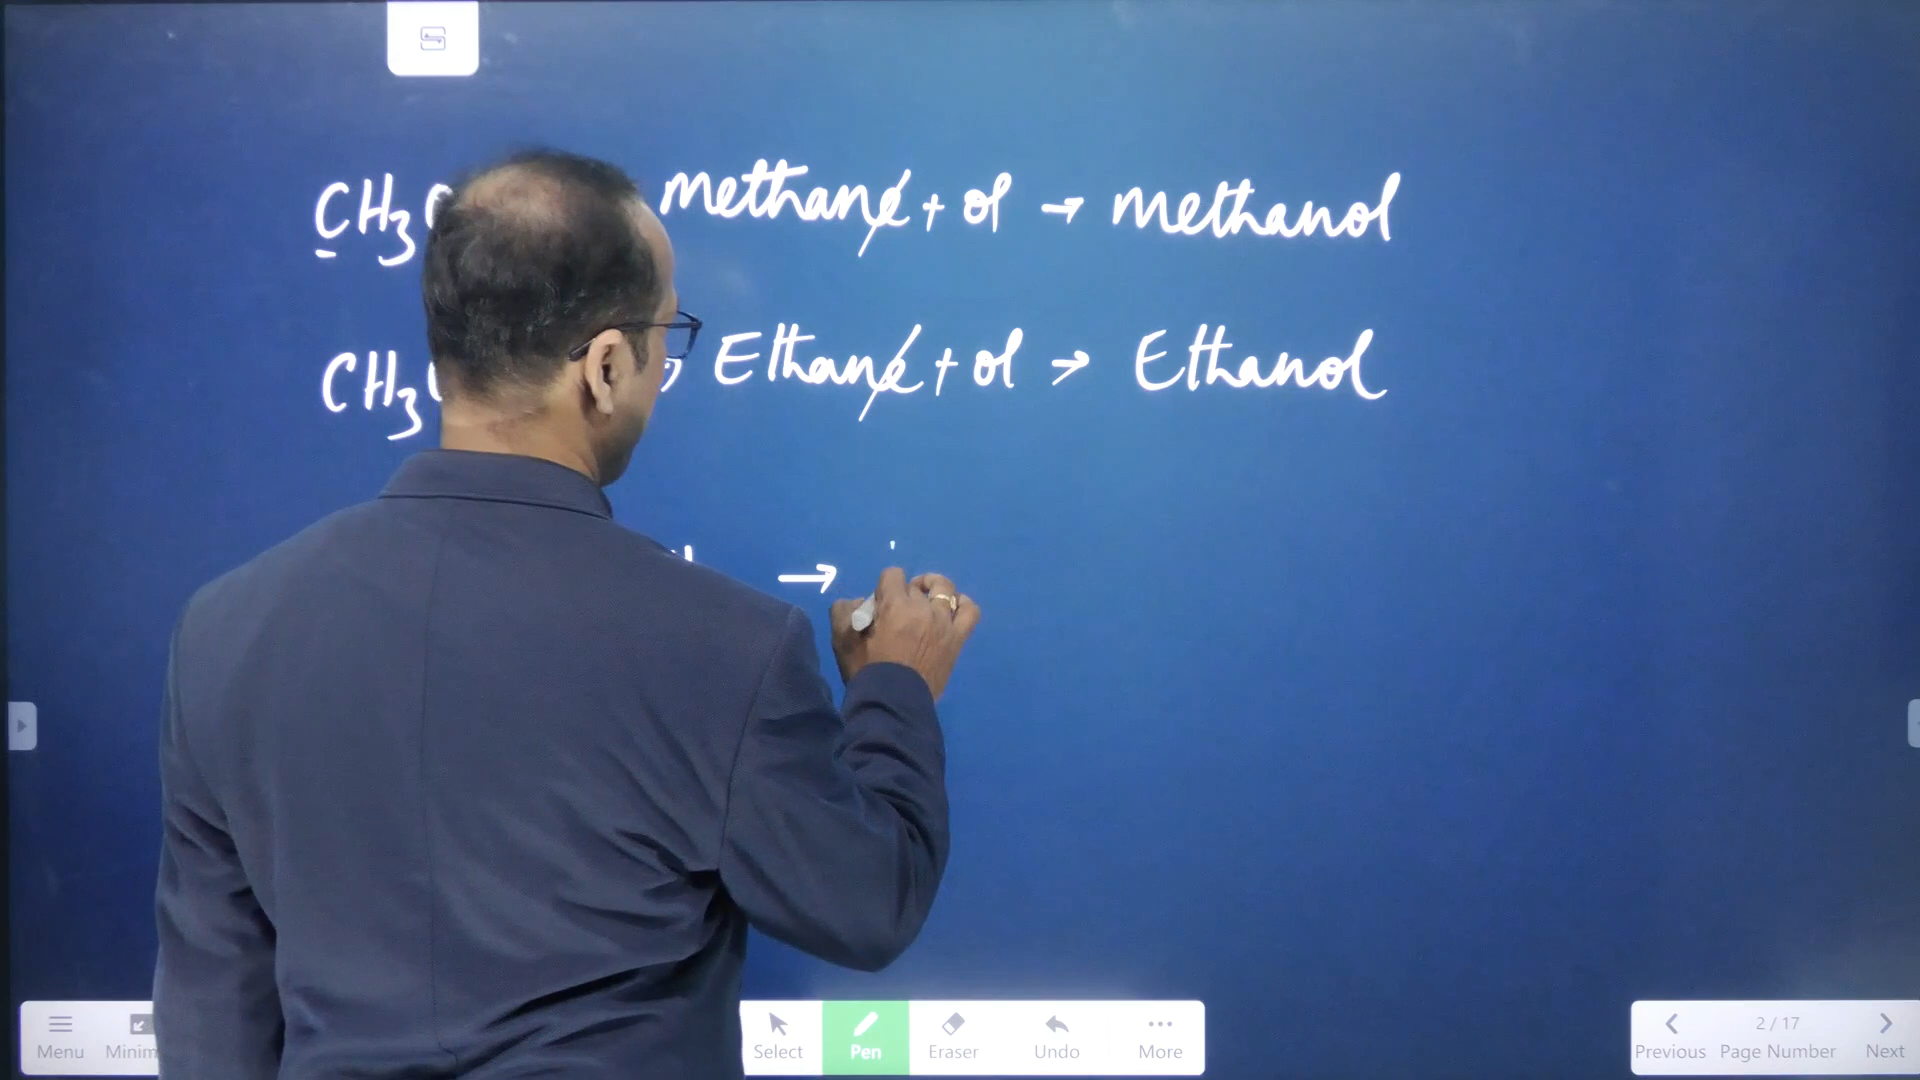 CH3 methane + ol → methanol
CH3 Ethane + ol → Ethanol
→
Menu Select Pen Eraser Undo More
2 / 17
Previous Page Number Next